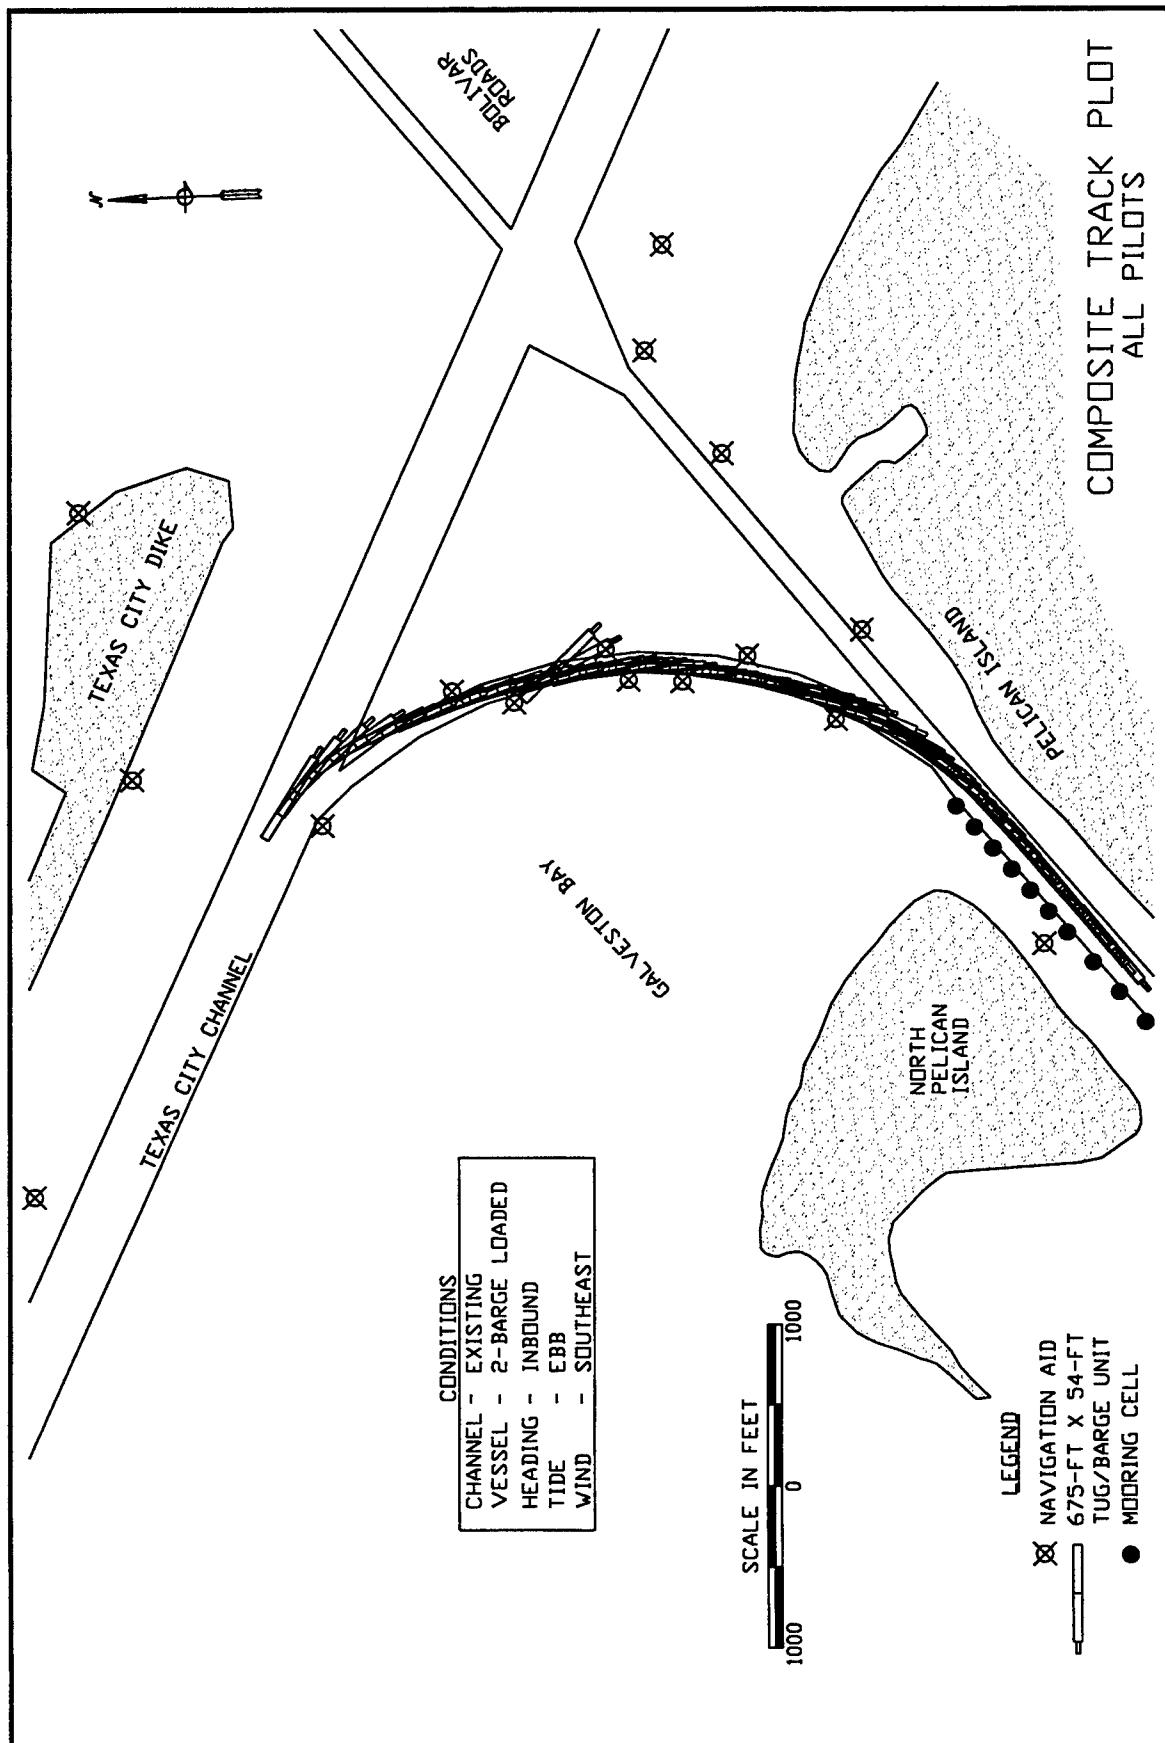 N
BOLIVAR
ROADS
TEXAS CITY DIKE
TEXAS CITY CHANNEL
GALVESTON BAY
PELICAN ISLAND
NORTH
PELICAN
ISLAND
CONDITIONS
CHANNEL - EXISTING
VESSEL - 2-BARGE LOADED
HEADING - INBOUND
TIDE - EBB
WIND - SOUTHEAST
SCALE IN FEET
1000 0 1000
LEGEND
NAVIGATION AID
675-FT X 54-FT
TUG/BARGE UNIT
MOORING CELL
COMPOSITE TRACK PLOT
ALL PILOTS